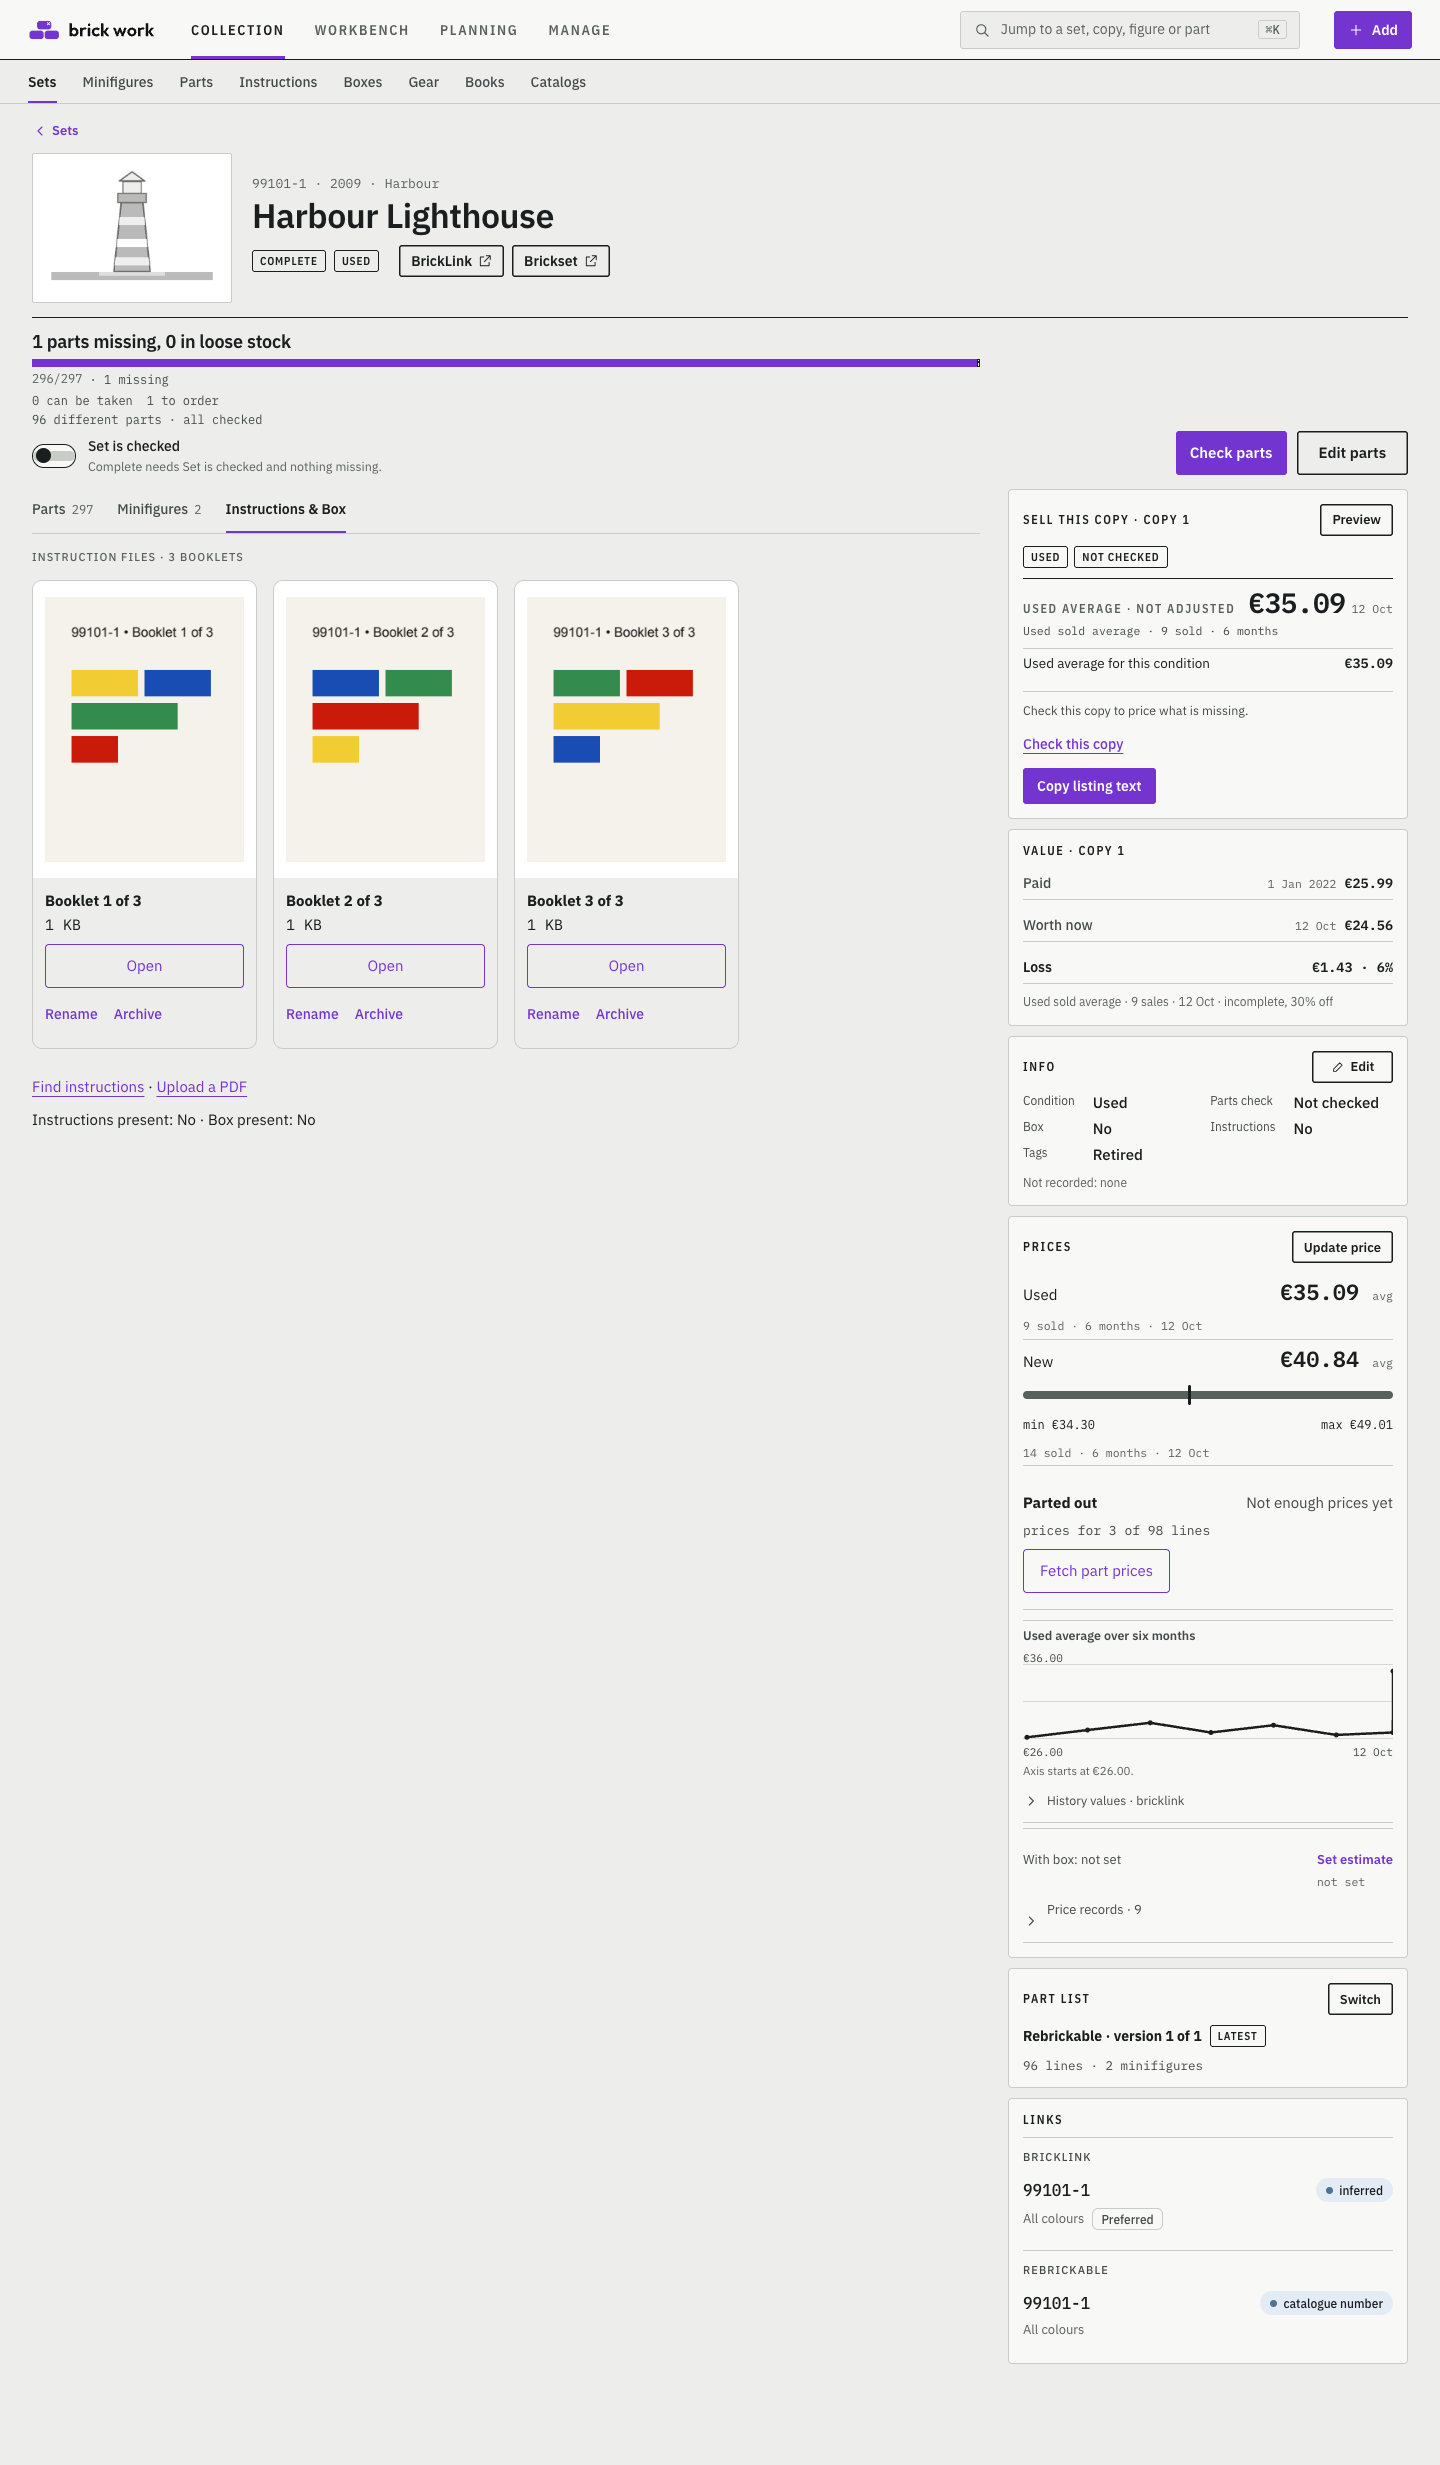 brick work
COLLECTION WORKBENCH PLANNING MANAGE
Jump to a set, copy, figure or part ⌘K
Add
Sets Minifigures Parts Instructions Boxes Gear Books Catalogs
Sets
99101-1 · 2009 · Harbour
Harbour Lighthouse
COMPLETE USED BrickLink Brickset
1 parts missing, 0 in loose stock
296/297 · 1 missing
0 can be taken 1 to order
96 different parts · all checked
Set is checked
Complete needs Set is checked and nothing missing.
Check parts Edit parts
Parts 297 Minifigures 2 Instructions & Box
INSTRUCTION FILES · 3 BOOKLETS
99101-1 • Booklet 1 of 3
Booklet 1 of 3
1 KB
Open
Rename Archive
99101-1 • Booklet 2 of 3
Booklet 2 of 3
1 KB
Open
Rename Archive
99101-1 • Booklet 3 of 3
Booklet 3 of 3
1 KB
Open
Rename Archive
Find instructions · Upload a PDF
Instructions present: No · Box present: No
SELL THIS COPY · COPY 1
Preview
USED NOT CHECKED
USED AVERAGE · NOT ADJUSTED €35.09 12 Oct
Used sold average · 9 sold · 6 months
Used average for this condition €35.09
Check this copy to price what is missing.
Check this copy
Copy listing text
VALUE · COPY 1
Paid 1 Jan 2022 €25.99
Worth now 12 Oct €24.56
Loss €1.43 · 6%
Used sold average · 9 sales · 12 Oct · incomplete, 30% off
INFO
Edit
Condition Used Parts check Not checked
Box No Instructions No
Tags Retired
Not recorded: none
PRICES
Update price
Used €35.09 avg
9 sold · 6 months · 12 Oct
New €40.84 avg
min €34.30 max €49.01
14 sold · 6 months · 12 Oct
Parted out Not enough prices yet
prices for 3 of 98 lines
Fetch part prices
Used average over six months
€36.00
€26.00 12 Oct
Axis starts at €26.00.
History values · bricklink
With box: not set Set estimate
not set
Price records · 9
PART LIST
Switch
Rebrickable · version 1 of 1 LATEST
96 lines · 2 minifigures
LINKS
BRICKLINK
99101-1 inferred
All colours Preferred
REBRICKABLE
99101-1 catalogue number
All colours